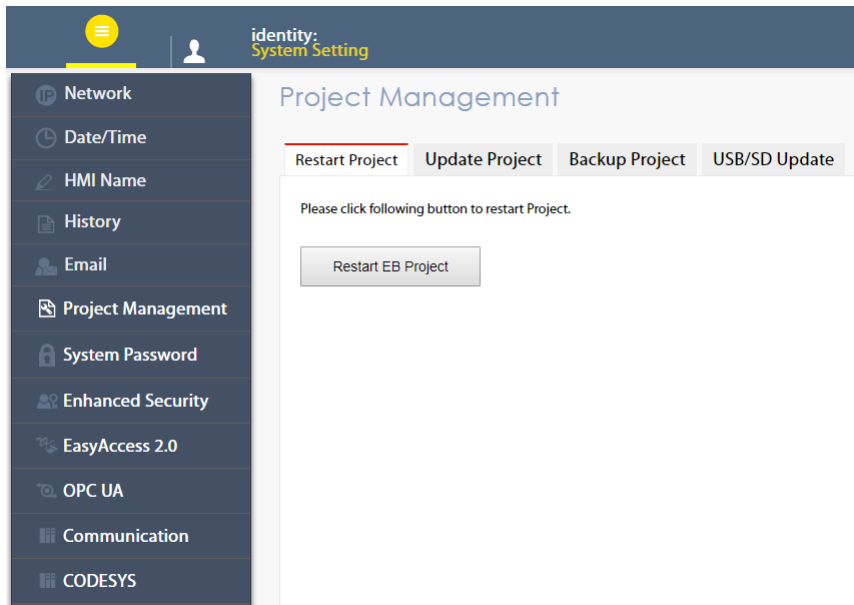 identity:
System Setting
Network
Date/Time
HMI Name
History
Email
Project Management
System Password
Enhanced Security
EasyAccess 2.0
OPC UA
Communication
CODESYS
Project Management
Restart Project Update Project Backup Project USB/SD Update
Please click following button to restart Project.
Restart EB Project